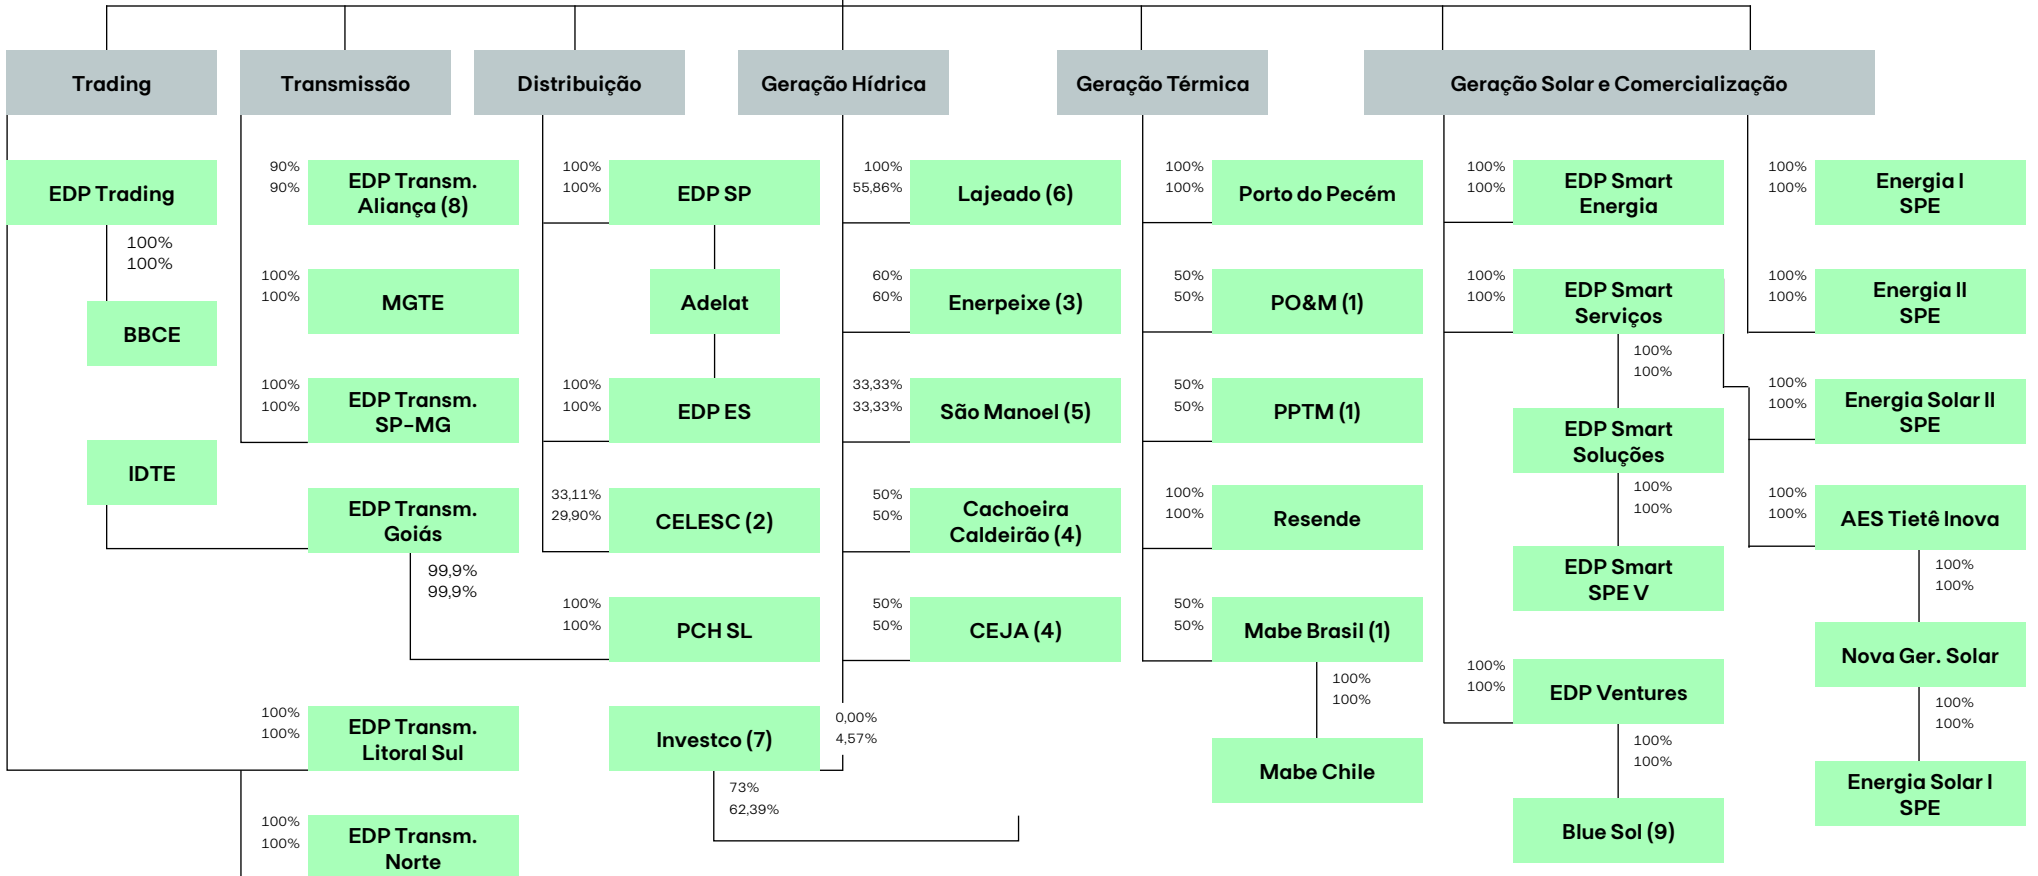 Trading
Transmissão
Distribuição
Geração Hídrica
Geração Térmica
Geração Solar e Comercialização
EDP Trading
100%
100%
BBCE
IDTE
90%
90%
EDP Transm.
Aliança (8)
100%
100%
MGTE
100%
100%
EDP Transm.
SP-MG
EDP Transm.
Goiás
99,9%
99,9%
100%
100%
EDP Transm.
Litoral Sul
100%
100%
EDP Transm.
Norte
100%
100%
EDP SP
Adelat
100%
100%
EDP ES
33,11%
29,90%
CELESC (2)
100%
100%
PCH SL
Investco (7)
0,00%
4,57%
73%
62,39%
100%
55,86%
Lajeado (6)
60%
60%
Enerpeixe (3)
33,33%
33,33%
São Manoel (5)
50%
50%
Cachoeira
Caldeirão (4)
50%
50%
CEJA (4)
100%
100%
Porto do Pecém
50%
50%
PO&M (1)
50%
50%
PPTM (1)
100%
100%
Resende
50%
50%
Mabe Brasil (1)
100%
100%
Mabe Chile
100%
100%
EDP Smart
Energia
100%
100%
EDP Smart
Serviços
100%
100%
EDP Smart
Soluções
100%
100%
EDP Smart
SPE V
100%
100%
EDP Ventures
100%
100%
Blue Sol (9)
100%
100%
Energia I
SPE
100%
100%
Energia II
SPE
100%
100%
Energia Solar II
SPE
100%
100%
AES Tietê Inova
100%
100%
Nova Ger. Solar
100%
100%
Energia Solar I
SPE